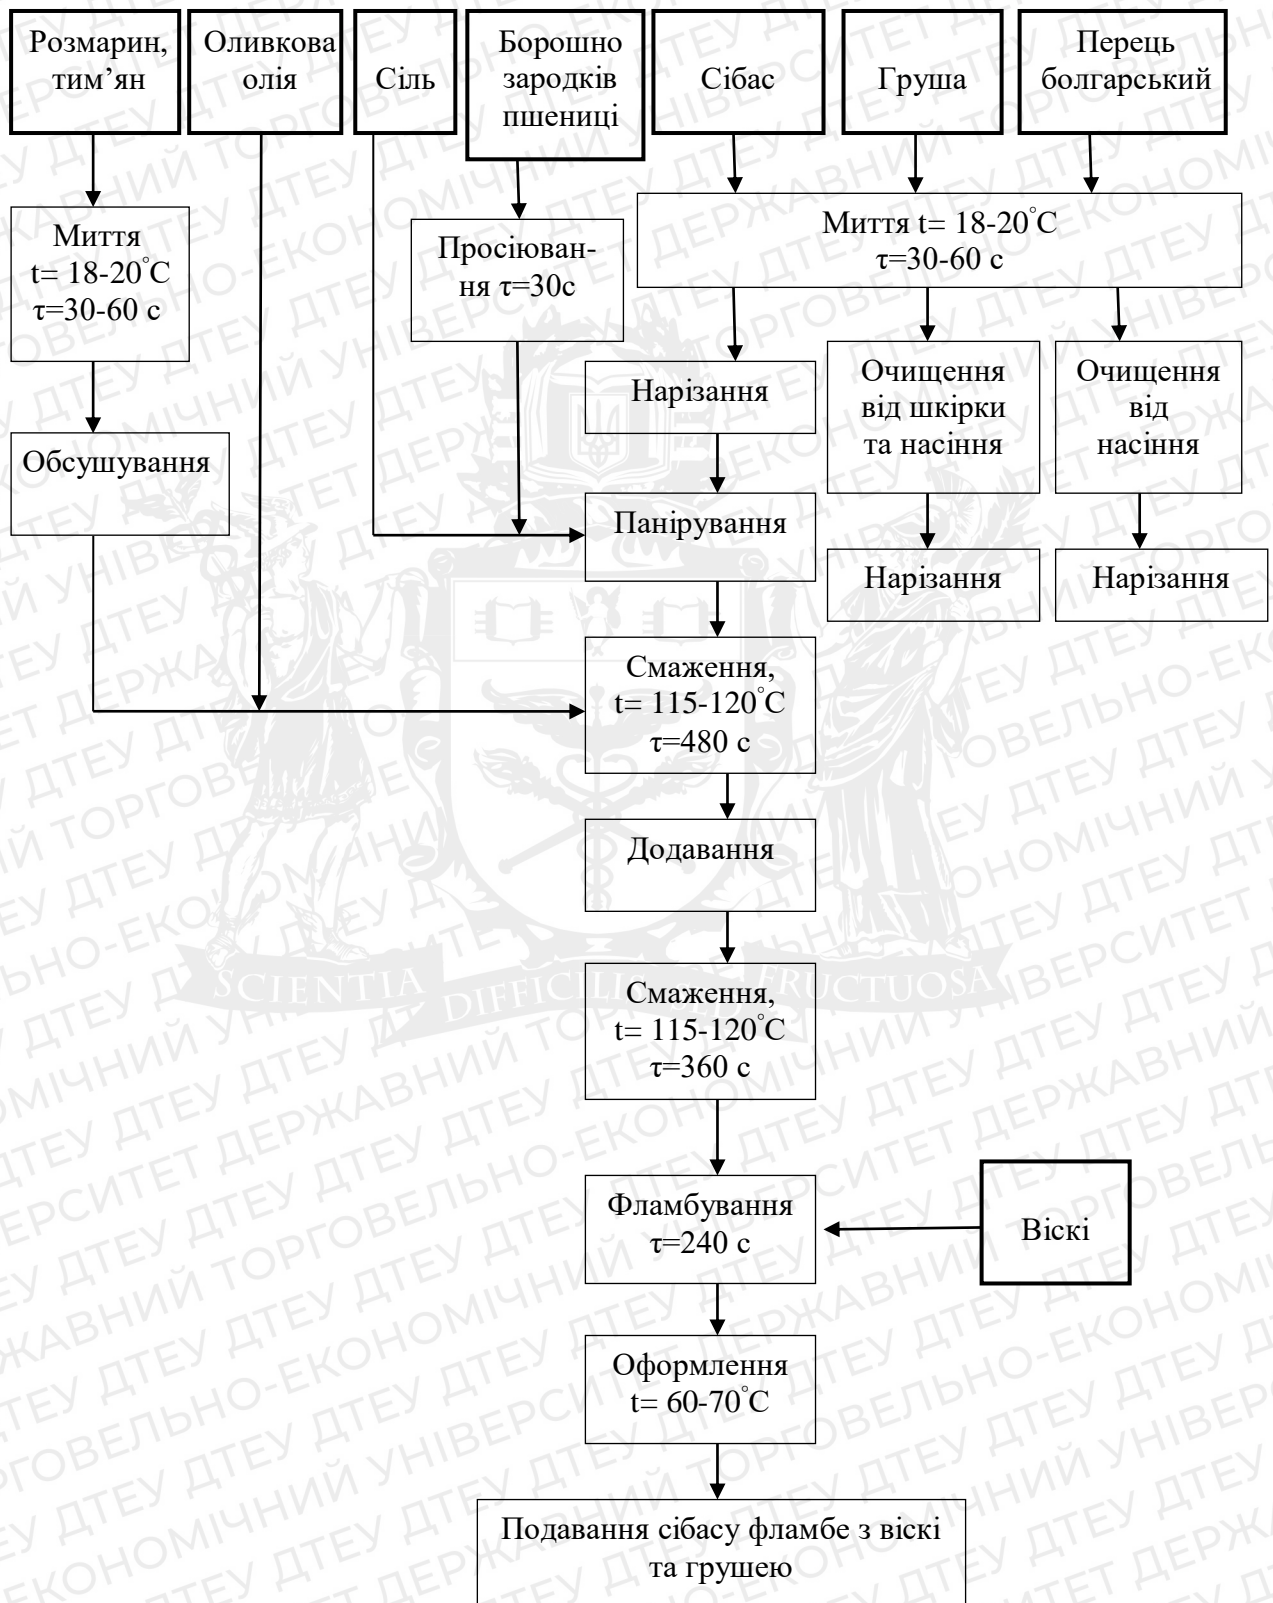 Розмарин,
тим’ян
Оливкова
олія
Сіль
Борошно
зародків
пшениці
Сібас
Груша
Перець
болгарський
Миття
t= 18-20°С
τ=30-60 с
Просіюван-
ня τ=30с
Миття t= 18-20°С
τ=30-60 с
Нарізання
Очищення
від шкірки
та насіння
Очищення
від
насіння
Обсушування
Панірування
Нарізання
Нарізання
Смаження,
t= 115-120°С
τ=480 с
Додавання
SCIENTIA DIFFICILIS FRUCTUOSA
Смаження,
t= 115-120°С
τ=360 с
Фламбування
τ=240 с
Віскі
Оформлення
t= 60-70°С
Подавання сібасу фламбе з віскі
та грушею